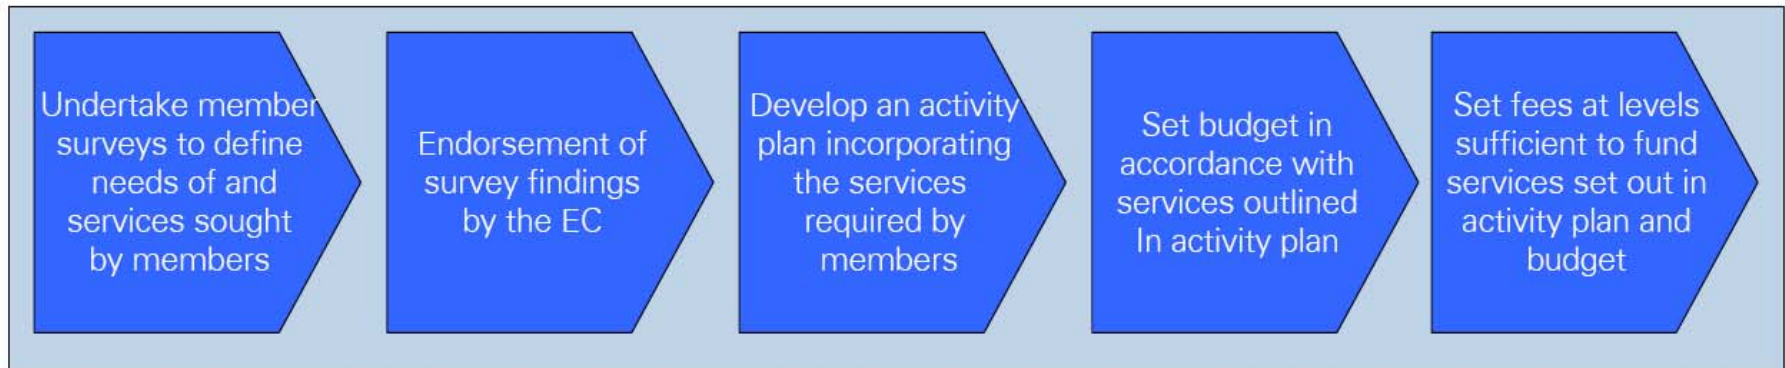 Undertake member
surveys to define
needs of and
services sought
by members
Endorsement of
survey findings
by the EC
Develop an activity
plan incorporating
the services
required by
members
Set budget in
accordance with
services outlined
In activity plan
Set fees at levels
sufficient to fund
services set out in
activity plan and
budget